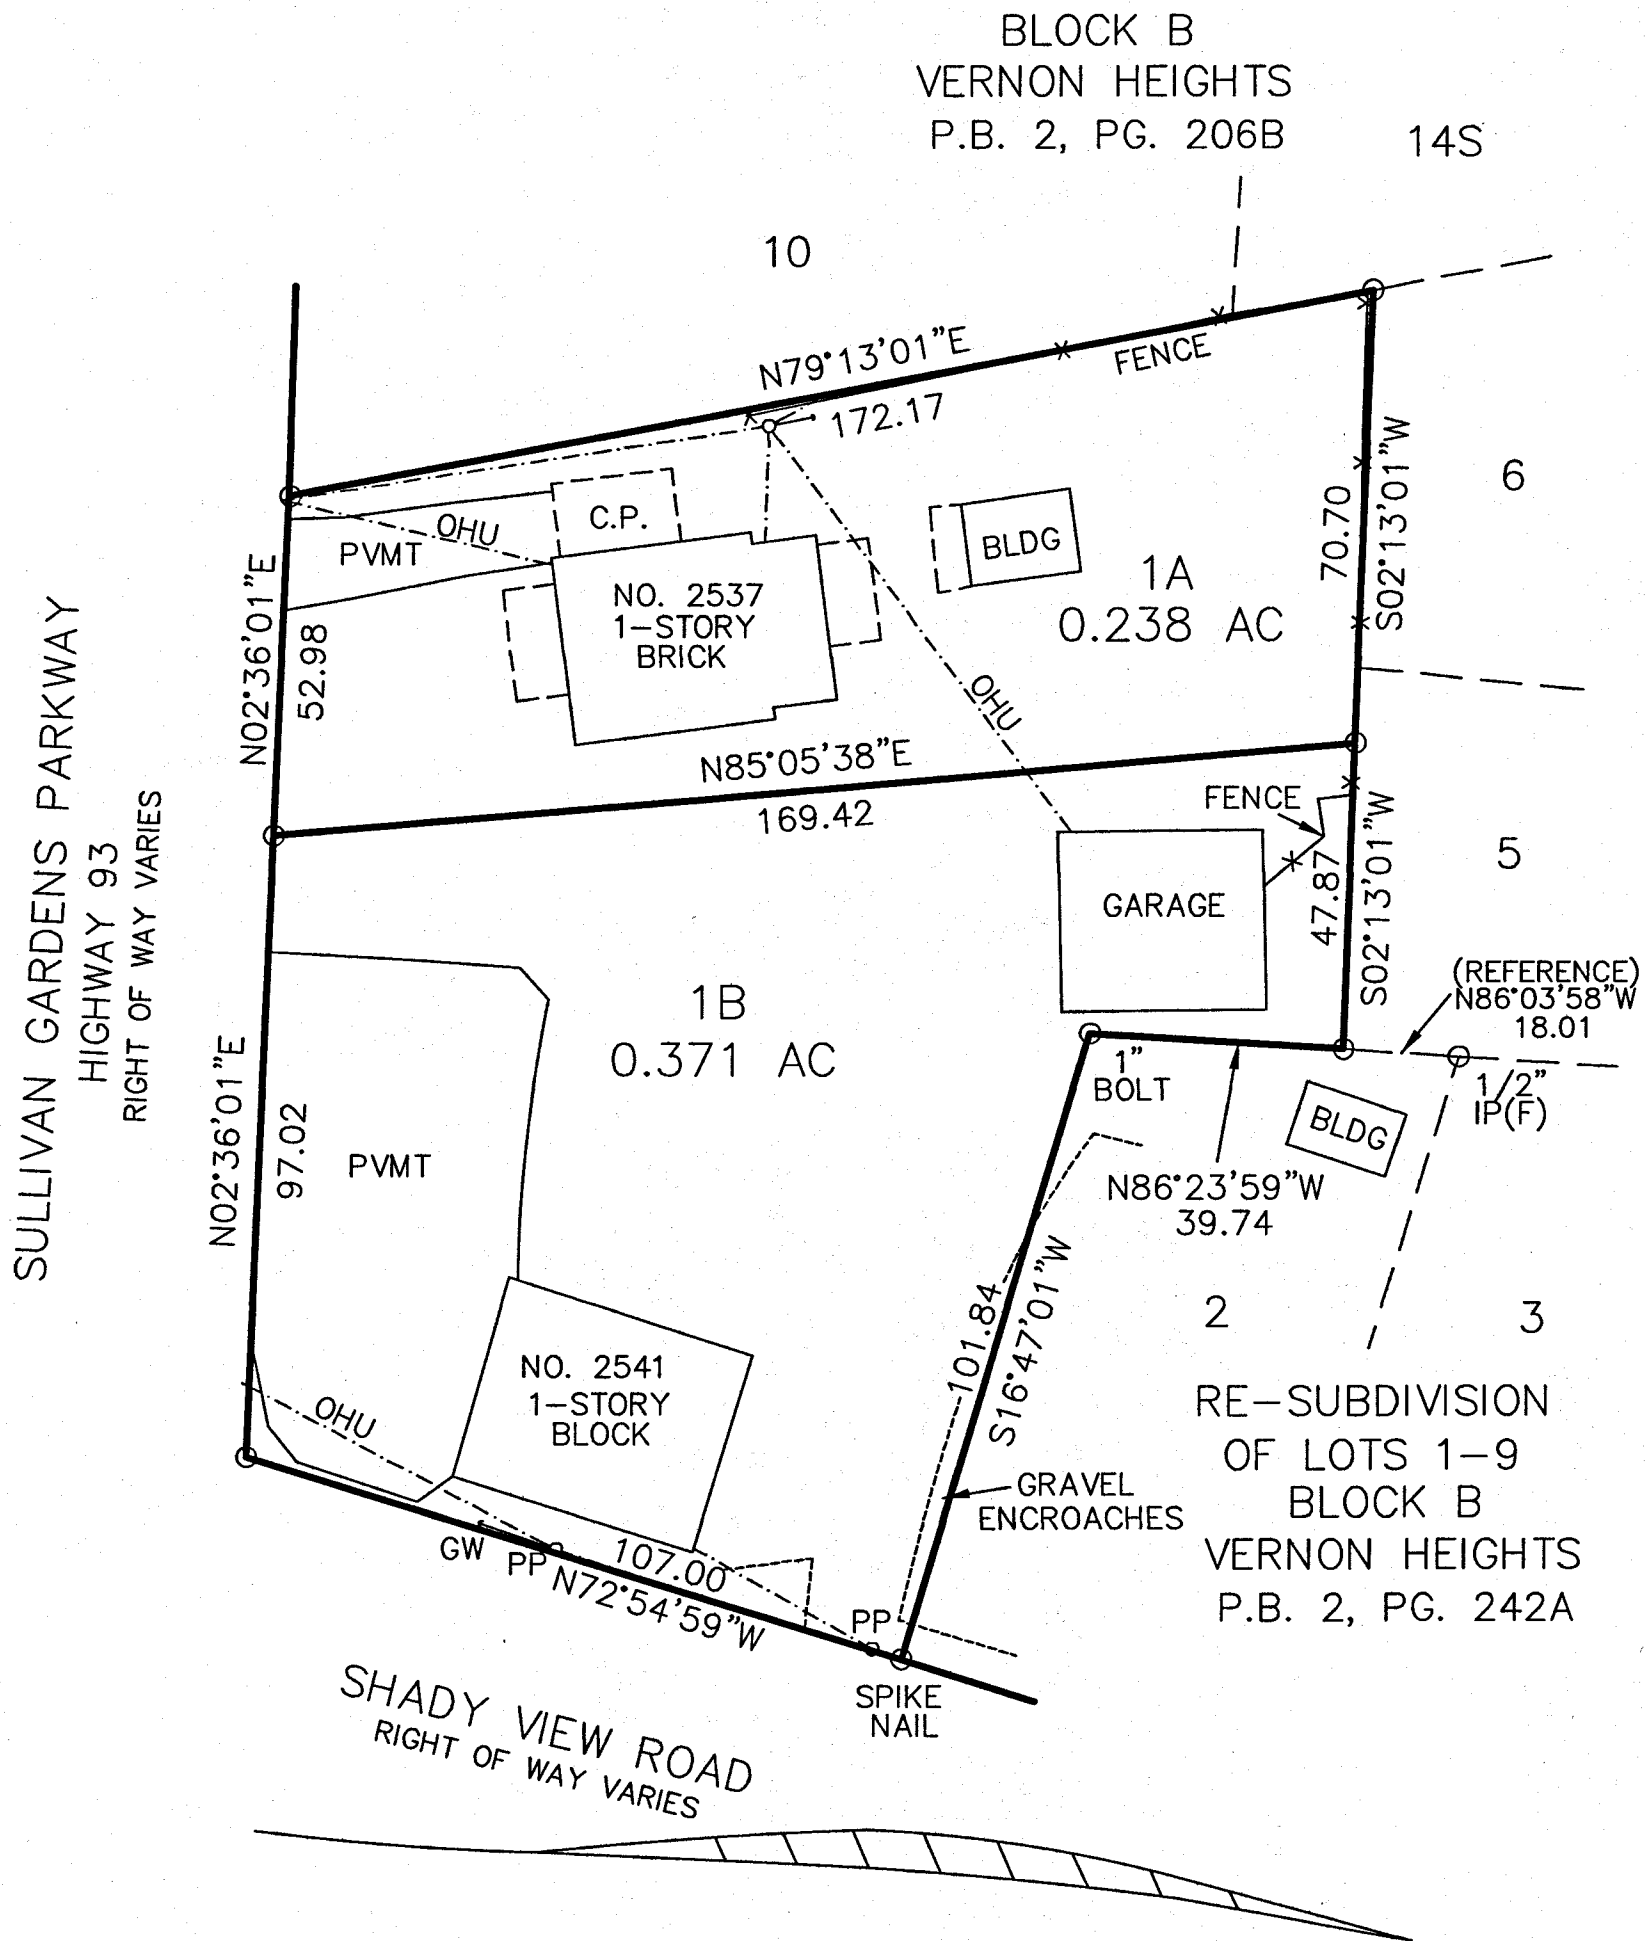 BLOCK B
VERNON HEIGHTS
P.B. 2, PG. 206B
14S
10
N79°13'01"E
172.17
FENCE
C.P.
OHU
PVMT
NO. 2537
1-STORY
BRICK
BLDG
1A
0.238 AC
70.70
S02°13'01"W
6
N02°36'01"E
52.98
OHU
N85°05'38"E
169.42
SULLIVAN GARDENS PARKWAY
HIGHWAY 93
RIGHT OF WAY VARIES
FENCE
GARAGE
47.87
S02°13'01"W
5
(REFERENCE)
N86°03'58"W
18.01
1B
0.371 AC
1"
BOLT
1/2"
IP(F)
BLDG
N02°36'01"E
97.02
PVMT
N86°23'59"W
39.74
101.84
S16°47'01"W
2
3
NO. 2541
1-STORY
BLOCK
OHU
RE-SUBDIVISION
OF LOTS 1-9
BLOCK B
VERNON HEIGHTS
P.B. 2, PG. 242A
GRAVEL
ENCROACHES
GW
PP
107.00
N72°54'59"W
PP
SPIKE
NAIL
SHADY VIEW ROAD
RIGHT OF WAY VARIES